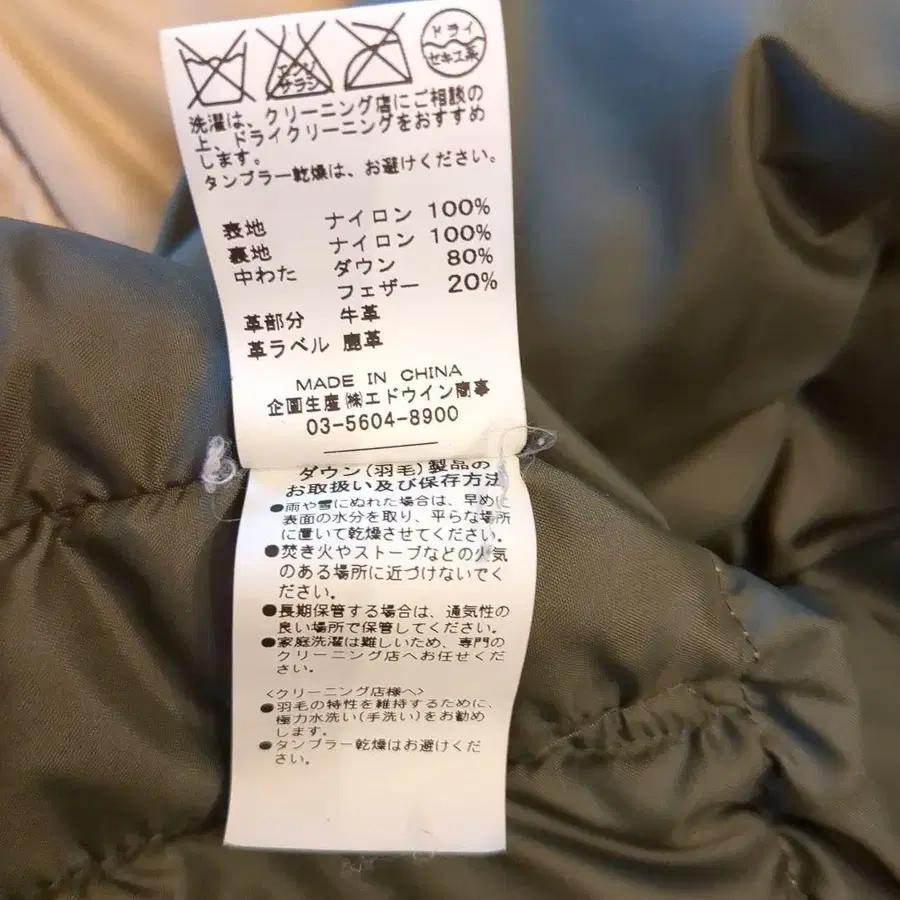 エンソ
サラシ
ドライ
セキユ系
洗濯は、クリーニング店にご相談の
上、ドライクリーニングをおすすめ
します。
タンブラー乾燥は、お避けください。
表地 ナイロン 100%
裏地 ナイロン 100%
中わた ダウン 80%
フェザー 20%
革部分 牛革
革ラベル 鹿革
MADE IN CHINA
企画生産 ㈱エドウイン商事
03-5604-8900
ダウン(羽毛)製品の
お取扱い及び保存方法
●雨や雪にぬれた場合は、早めに
表面の水分を取り、平らな場所
に置いて乾燥させてください。
●焚き火やストーブなどの火気
のある場所に近づけないでく
ださい。
●長期保管する場合は、通気性の
良い場所で保管してください。
●家庭洗濯は難しいため、専門の
クリーニング店へお任せくだ
さい。
<クリーニング店様へ>
●羽毛の特性を維持するために、
極力水洗い(手洗い)をお勧め
します。
●タンブラー乾燥はお避けくだ
さい。